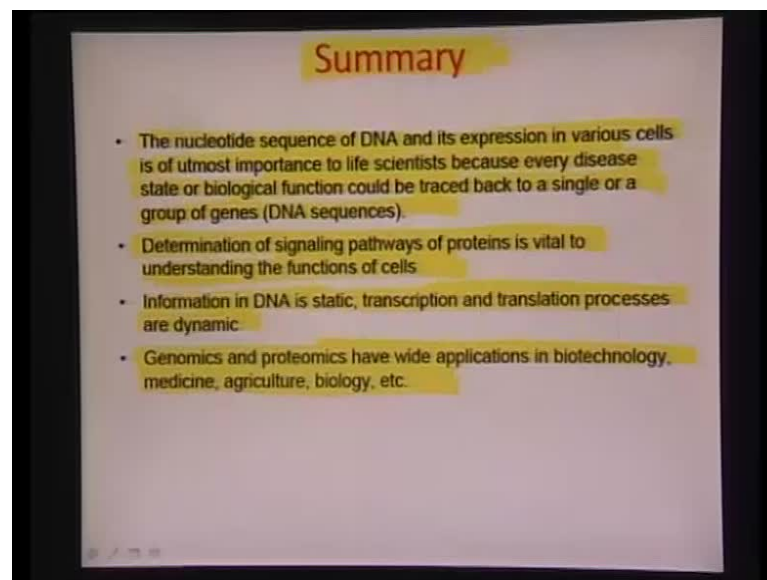 Summary
• The nucleotide sequence of DNA and its expression in various cells
is of utmost importance to life scientists because every disease
state or biological function could be traced back to a single or a
group of genes (DNA sequences).
• Determination of signaling pathways of proteins is vital to
understanding the functions of cells
• Information in DNA is static, transcription and translation processes
are dynamic
• Genomics and proteomics have wide applications in biotechnology,
medicine, agriculture, biology, etc.